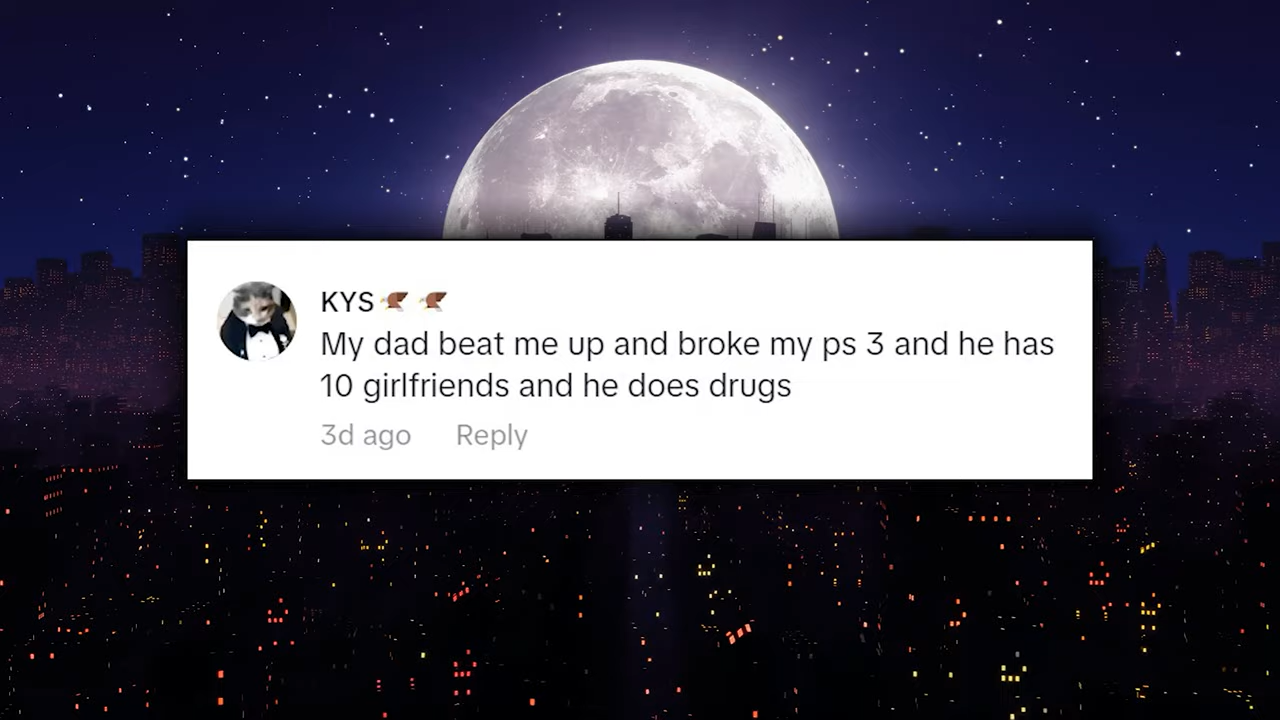 KYS🦅 🦅
My dad beat me up and broke my ps 3 and he has
10 girlfriends and he does drugs
3d ago Reply